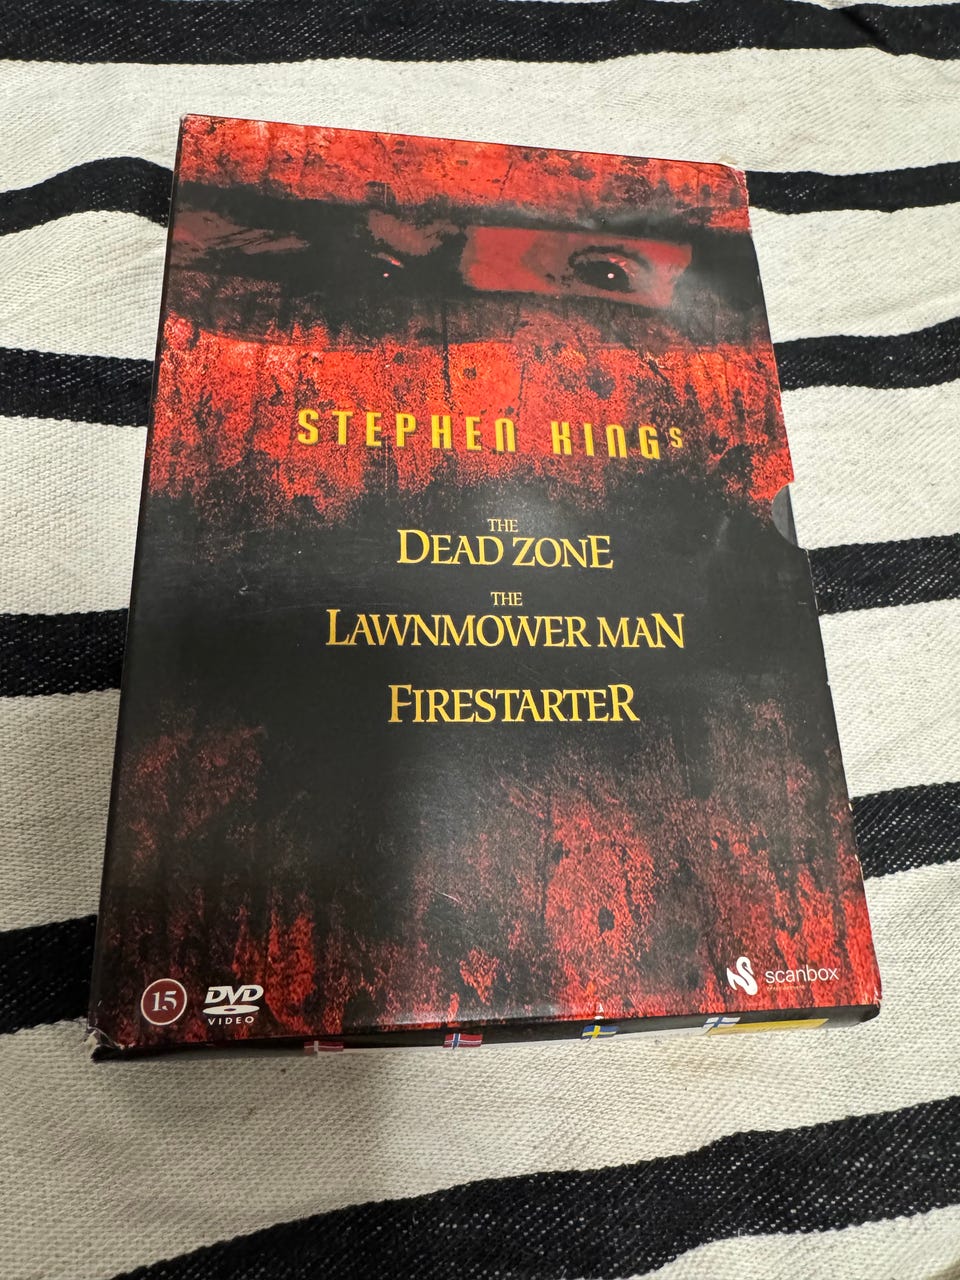 STEPHEN KINGS
THE
DEAD ZONE
THE
LAWNMOWER MAN
FIRESTARTER
15
DVD
VIDEO
scanbox